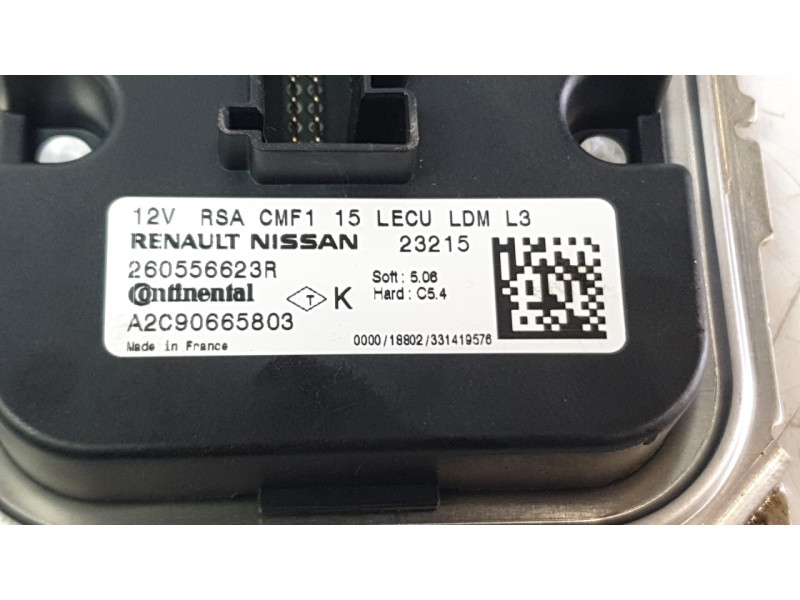 12V RSA CMF1 15 LECU LDM L3
RENAULT NISSAN 23215
260556623R
Soft : 5.06
Continental T K Hard : C5.4
A2C90665803
Made in France 0000/18802/331419576